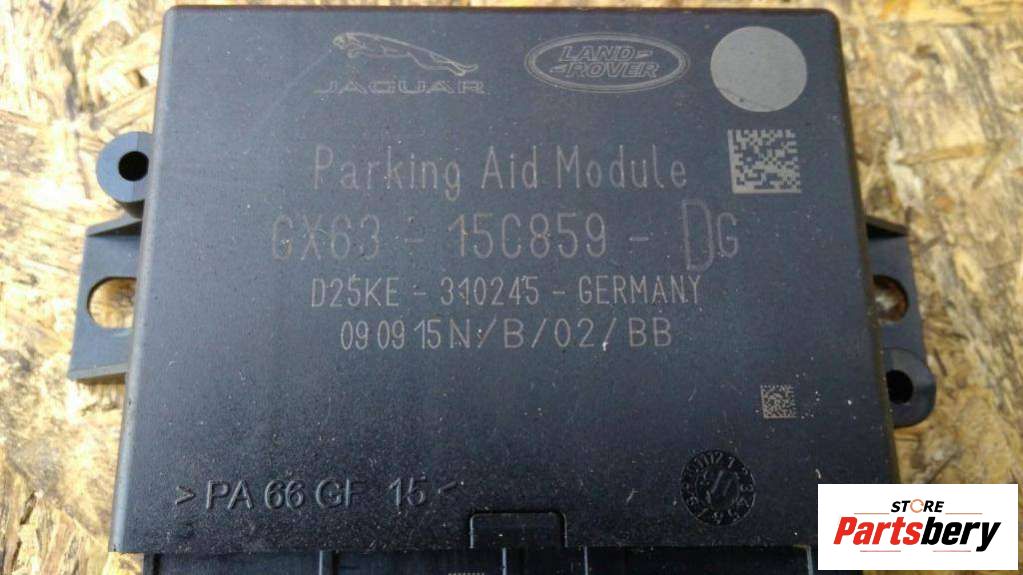 JAGUAR
LAND ROVER
Parking Aid Module
GX63 - 15C859 - DG
D25KE - 310245 - GERMANY
09 09 15 N/B/02/BB
>PA 66 GF 15<
STORE
Partsbery